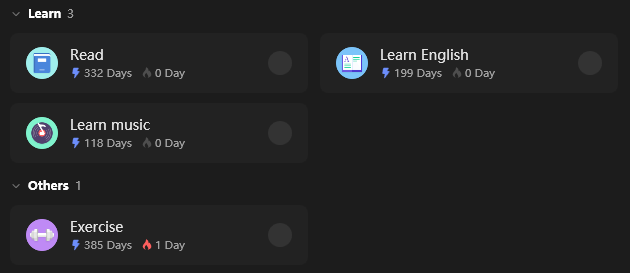 Learn 3
Read
332 Days 0 Day
Learn English
199 Days 0 Day
Learn music
118 Days 0 Day
Others 1
Exercise
385 Days 1 Day